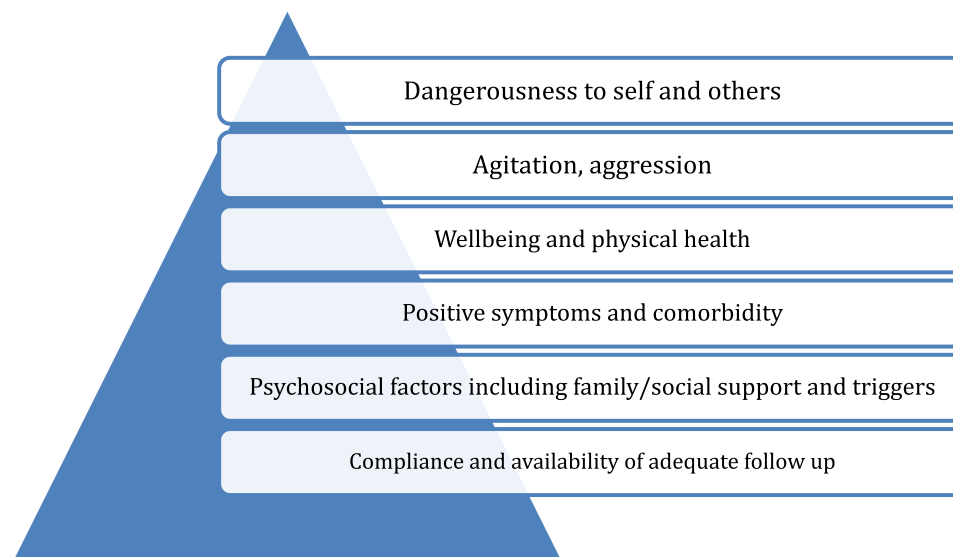 Dangerousness to self and others
Agitation, aggression
Wellbeing and physical health
Positive symptoms and comorbidity
Psychosocial factors including family/social support and triggers
Compliance and availability of adequate follow up